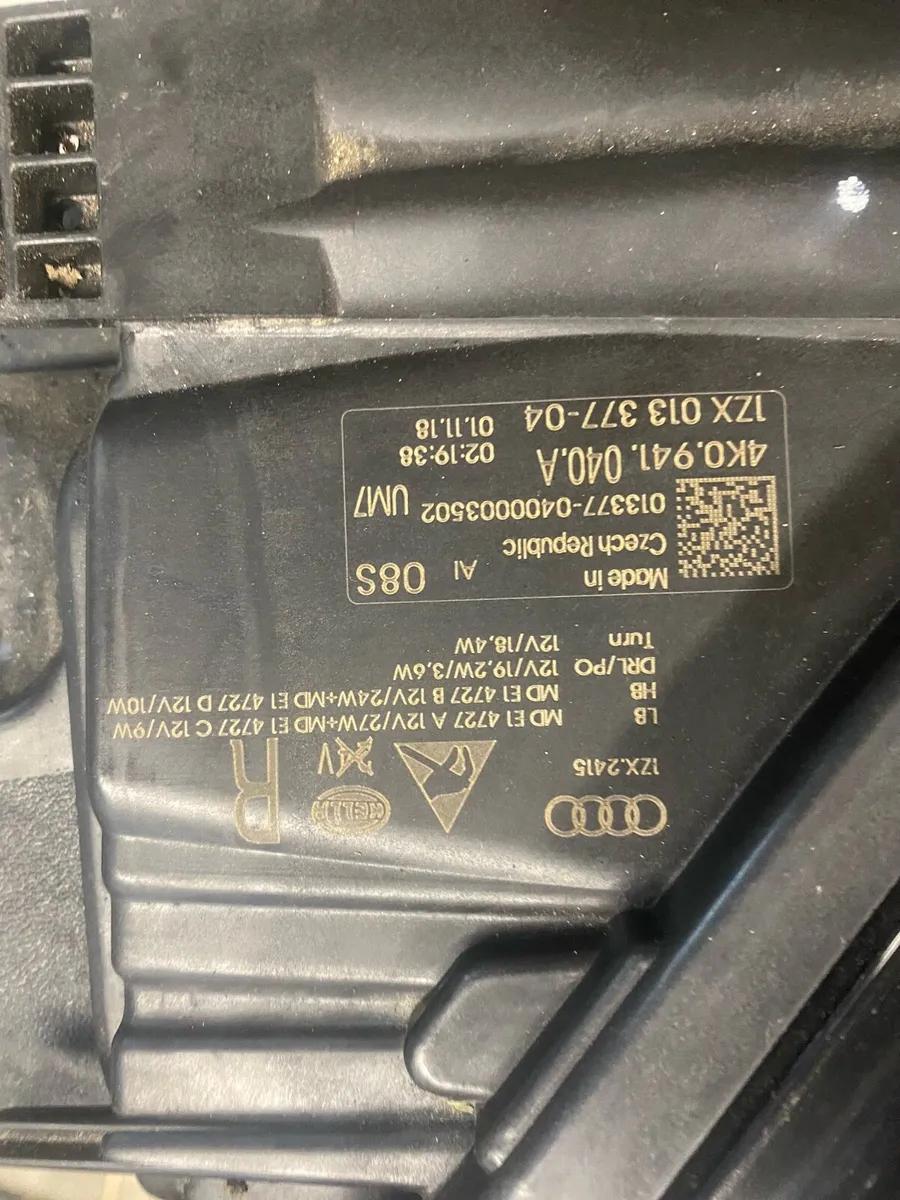 HELLA R
1ZX.2415
LB MD E1 4727 A 12V/27W+MD E1 4727 C 12V/9W
HB MD E1 4727 B 12V/24W+MD E1 4727 D 12V/10W
DRL/PO 12V/19,2W/3,6W
Turn 12V/18,4W
Made in AI 08S
Czech Republic
013377-0400003502 UM7
4K0.941.040.A 02:19:38
1ZX 013 377-04 01.11.18